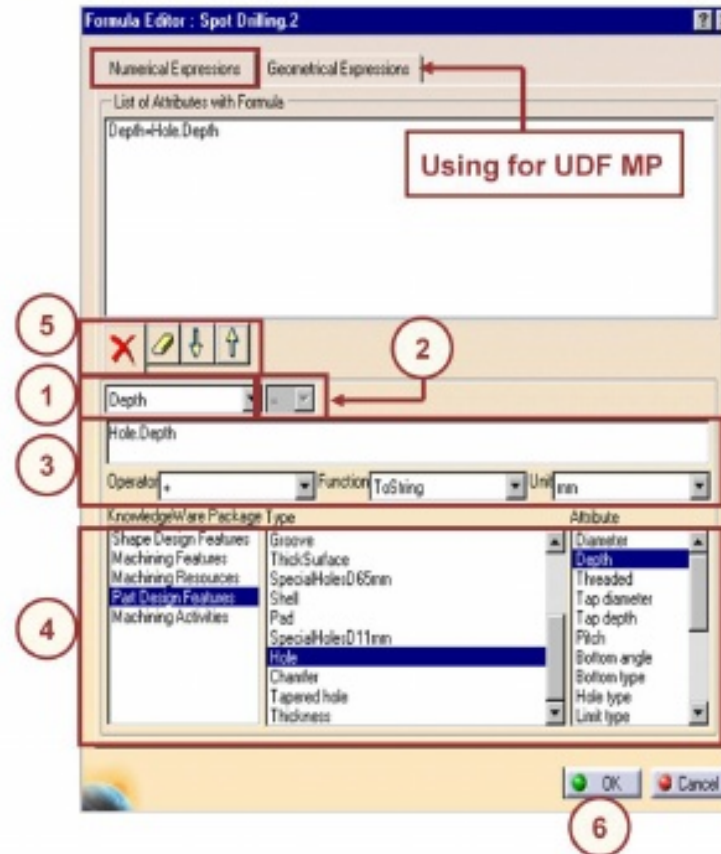 Formula Editor : Spot Drilling.2
Numerical Expressions
Geometrical Expressions
List of Attributes with Formula
Depth=Hole.Depth
Using for UDF MP
5
2
1
Depth
=
3
Hole.Depth
Operator + Function ToString Unit mm
KnowledgeWare Package Type Attribute
4
Shape Design Features
Machining Features
Machining Resources
Part Design Features
Machining Activities
Groove
ThickSurface
SpecialHolesD65mm
Shell
Pad
SpecialHolesD11mm
Hole
Chamfer
Tapered hole
Thickness
Diameter
Depth
Threaded
Tap diameter
Tap depth
Pitch
Bottom angle
Bottom type
Hole type
Limit type
OK
Cancel
6